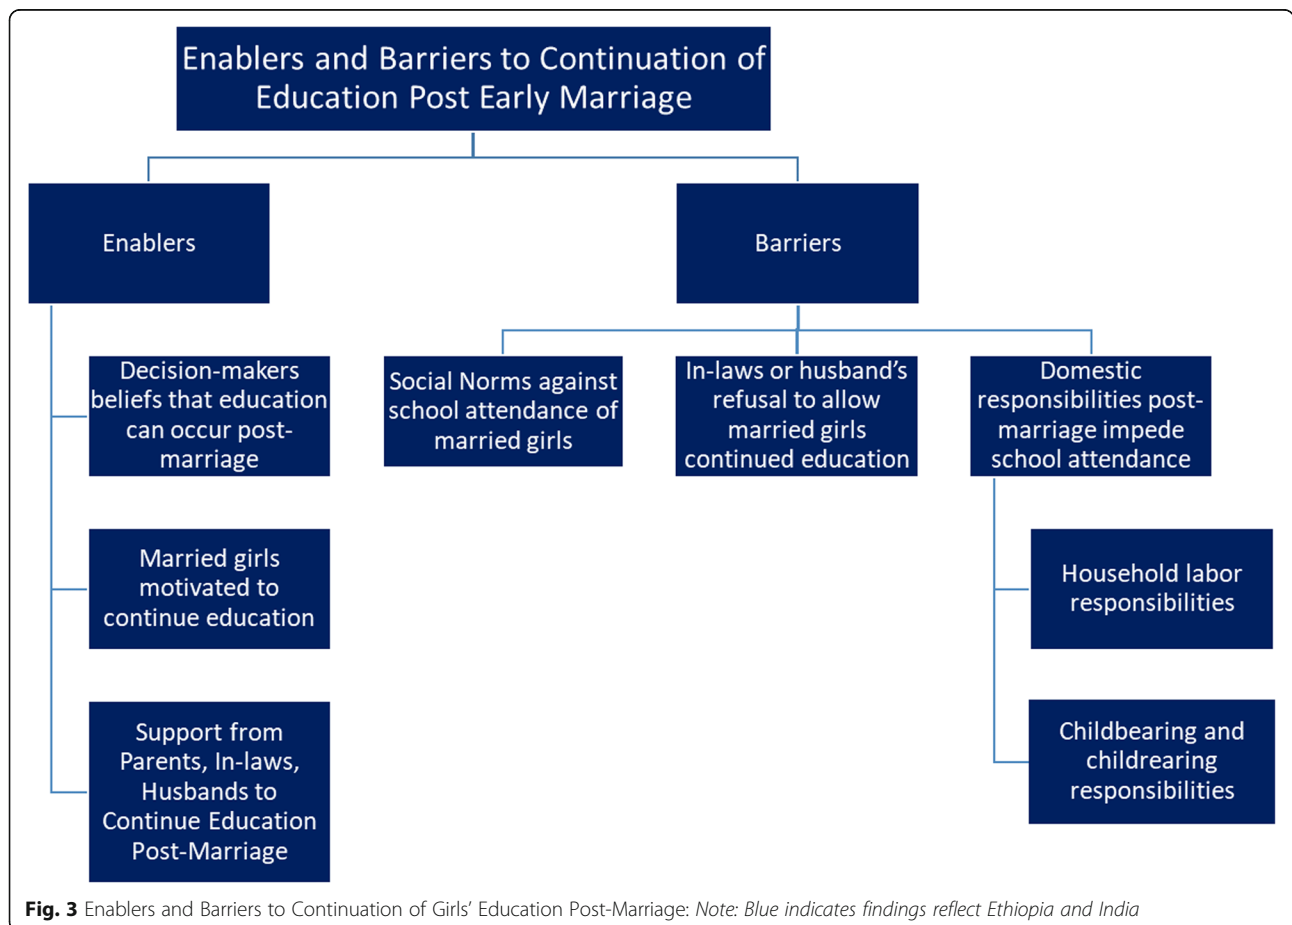 Enablers and Barriers to Continuation of
Education Post Early Marriage
Enablers
Barriers
Decision-makers
beliefs that education
can occur post-
marriage
Married girls
motivated to
continue education
Support from
Parents, In-laws,
Husbands to
Continue Education
Post-Marriage
Social Norms against
school attendance of
married girls
In-laws or husband’s
refusal to allow
married girls
continued education
Domestic
responsibilities post-
marriage impede
school attendance
Household labor
responsibilities
Childbearing and
childrearing
responsibilities
Fig. 3 Enablers and Barriers to Continuation of Girls’ Education Post-Marriage: Note: Blue indicates findings reflect Ethiopia and India